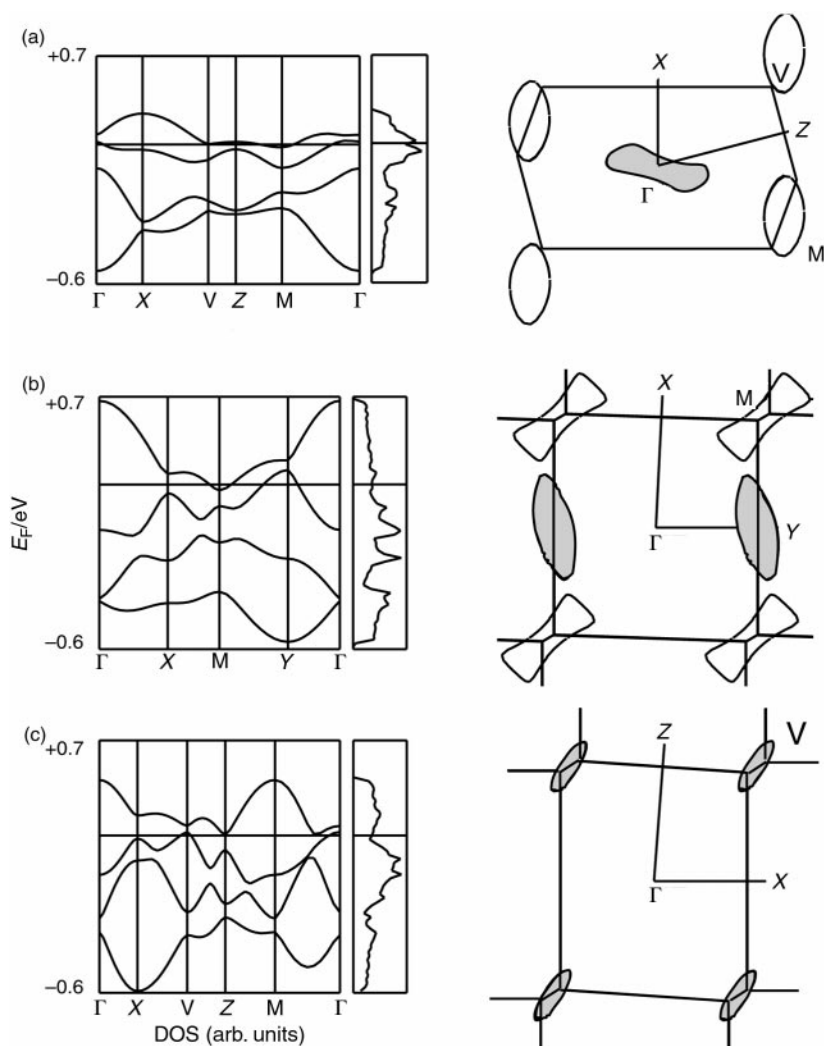 (a)
+0.7
–0.6
Γ X V Z M Γ
X
V
Z
Γ
M
(b)
+0.7
E_F/eV
–0.6
Γ X M Y Γ
X
M
Γ
Y
(c)
+0.7
–0.6
Γ X V Z M Γ
DOS (arb. units)
Z
V
Γ
X